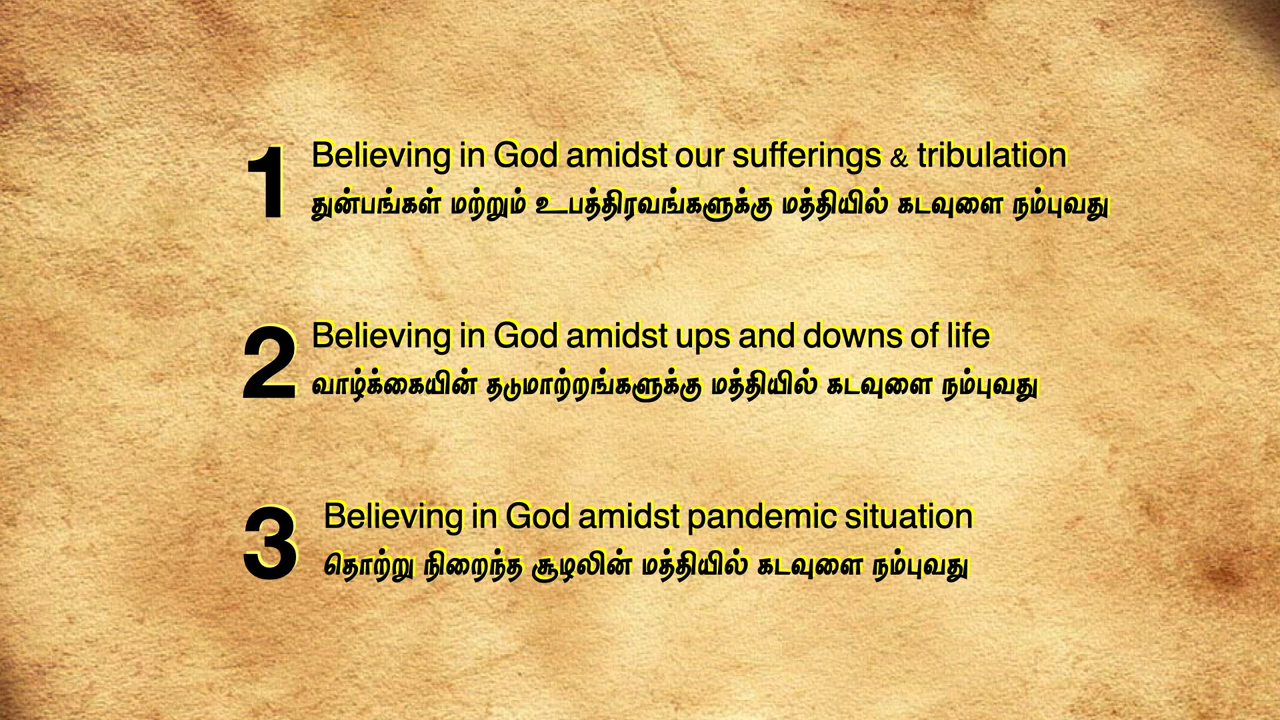 1
Believing in God amidst our sufferings & tribulation
துன்பங்கள் மற்றும் உபத்திரவங்களுக்கு மத்தியில் கடவுளை நம்புவது
2
Believing in God amidst ups and downs of life
வாழ்க்கையின் தடுமாற்றங்களுக்கு மத்தியில் கடவுளை நம்புவது
3
Believing in God amidst pandemic situation
தொற்று நிறைந்த சூழலின் மத்தியில் கடவுளை நம்புவது